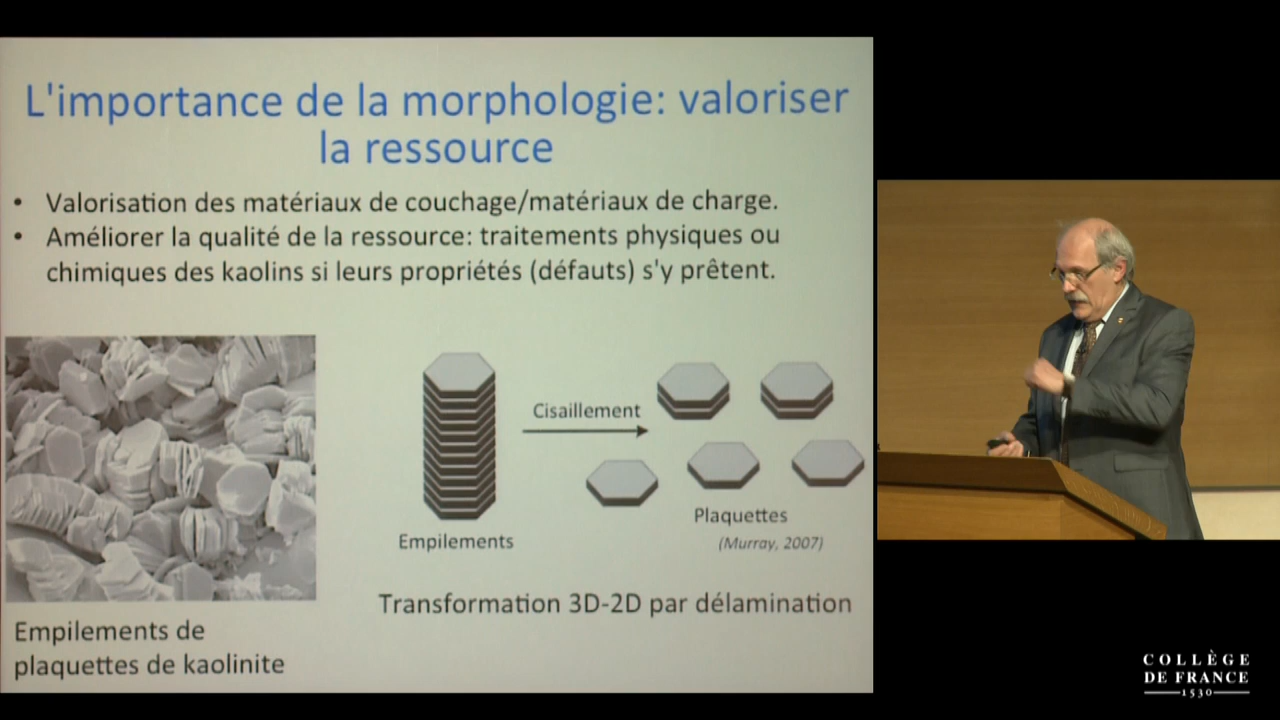 L'importance de la morphologie: valoriser
la ressource
• Valorisation des matériaux de couchage/matériaux de charge.
• Améliorer la qualité de la ressource: traitements physiques ou
chimiques des kaolins si leurs propriétés (défauts) s'y prêtent.
Cisaillement
Empilements
Plaquettes
(Murray, 2007)
Transformation 3D-2D par délamination
Empilements de
plaquettes de kaolinite
COLLÈGE
DE FRANCE
1530